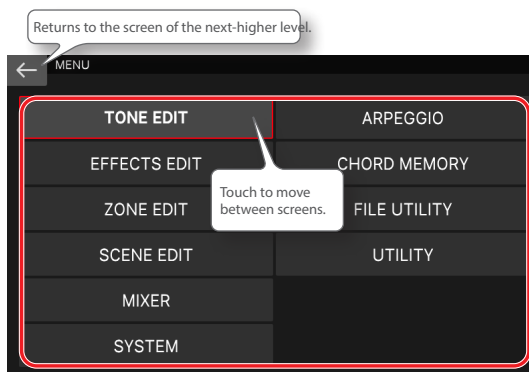 Returns to the screen of the next-higher level.
MENU
TONE EDIT
ARPEGGIO
EFFECTS EDIT
CHORD MEMORY
Touch to move
between screens.
ZONE EDIT
FILE UTILITY
SCENE EDIT
UTILITY
MIXER
SYSTEM